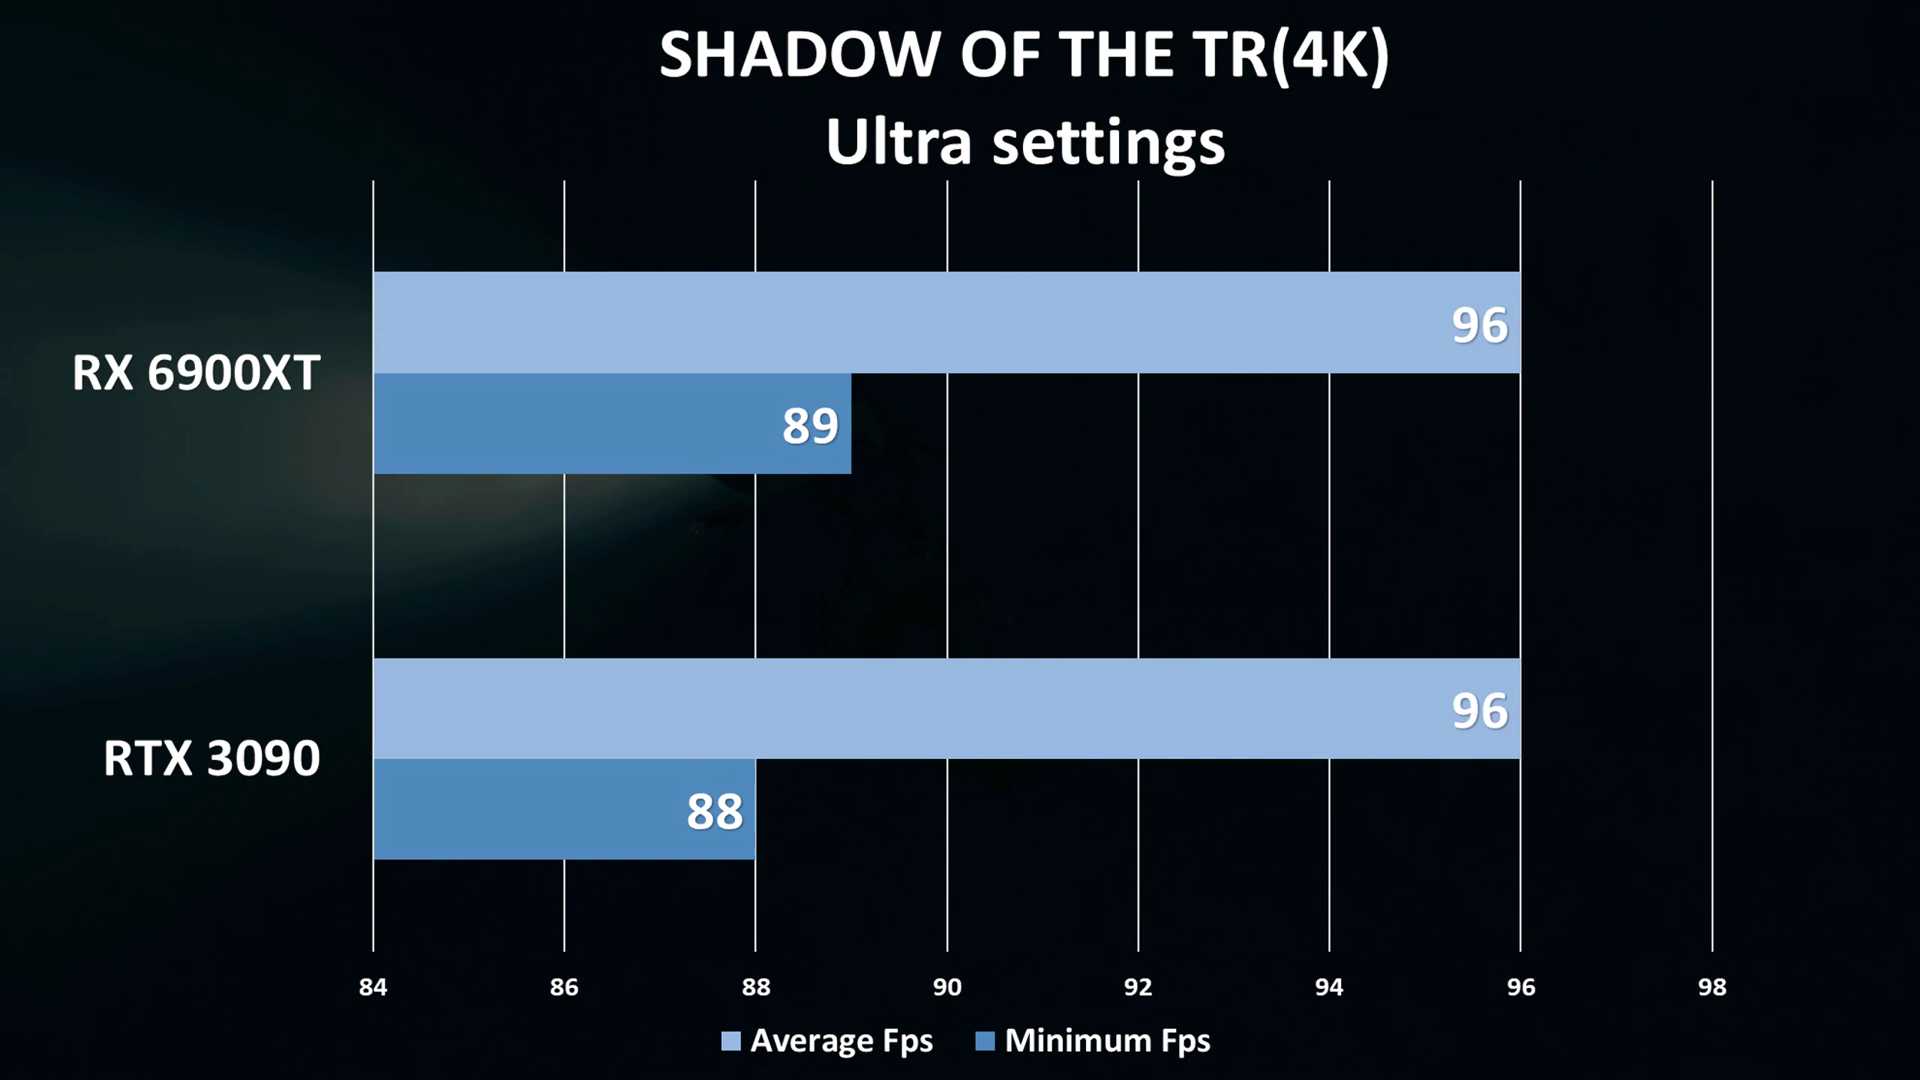 SHADOW OF THE TR(4K)
Ultra settings
RX 6900XT
96
89
RTX 3090
96
88
84 86 88 90 92 94 96 98
Average Fps Minimum Fps